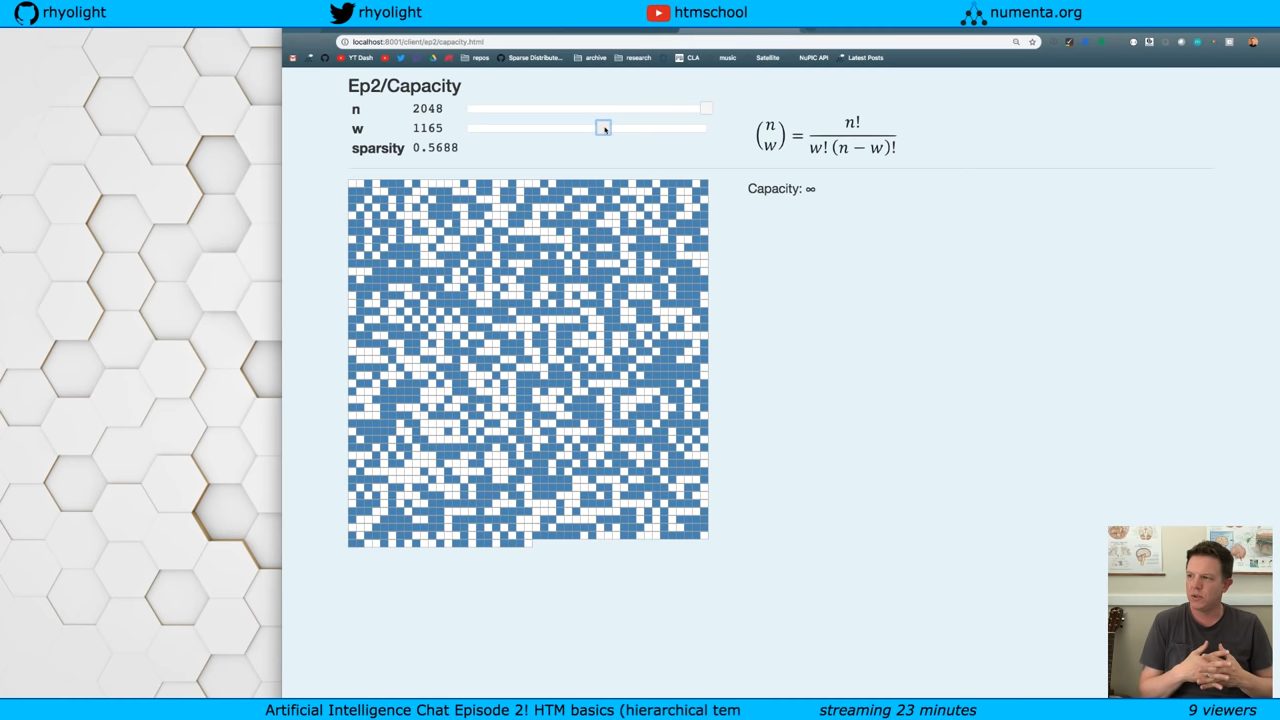 rhyolight
rhyolight
htmschool
numenta.org
localhost:8001/client/ep2/capacity.html
YT Dash
repos
Sparse Distribute...
archive
research
CLA
music
Satellite
NuPIC API
Latest Posts
Ep2/Capacity
n 2048
w 1165
sparsity 0.5688
(n w) = n! / w! (n − w)!
Capacity: ∞
Artificial Intelligence Chat Episode 2! HTM basics (hierarchical tem
streaming 23 minutes
9 viewers